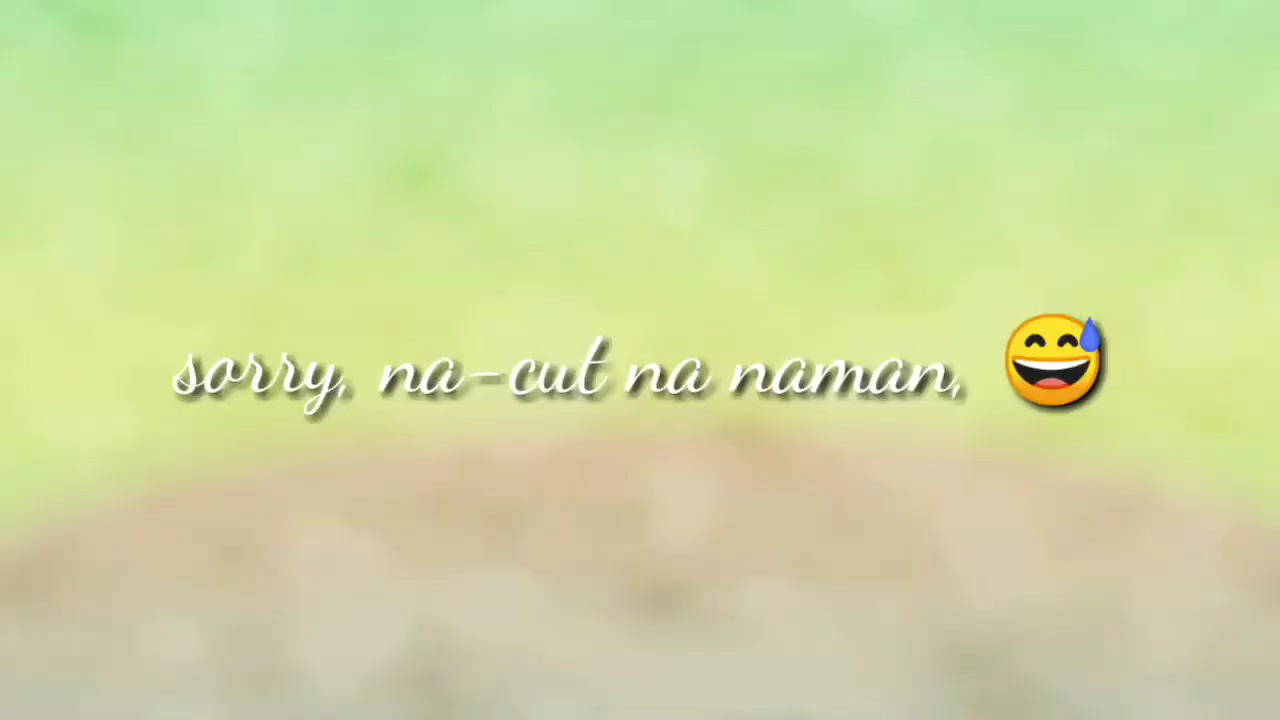 sorry, na-cut na naman, 😅